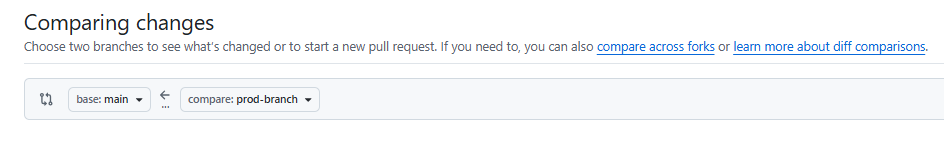 Comparing changes
Choose two branches to see what's changed or to start a new pull request. If you need to, you can also compare across forks or learn more about diff comparisons.
base: main compare: prod-branch